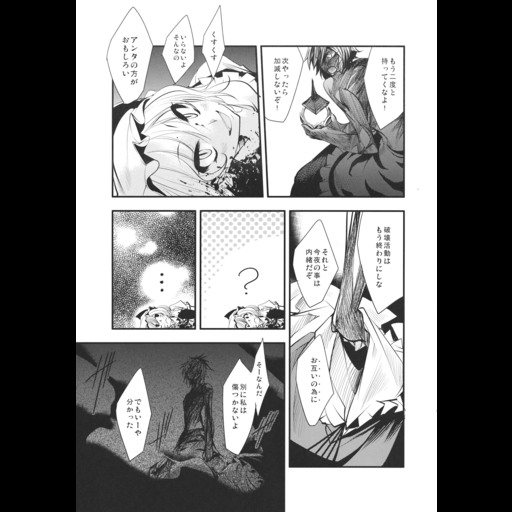 もう二度と
持ってくなよ！
次やったら
加減しないぞ！
くすくす
いらないよ
そんなの
アンタの方が
おもしろい
破壊活動は
もう終わりにしな
それと
今夜の事は
内緒だぞ
お互いの為に
？
…
そーなんだ
別に私は
傷つかないよ
でもいーや
分かった